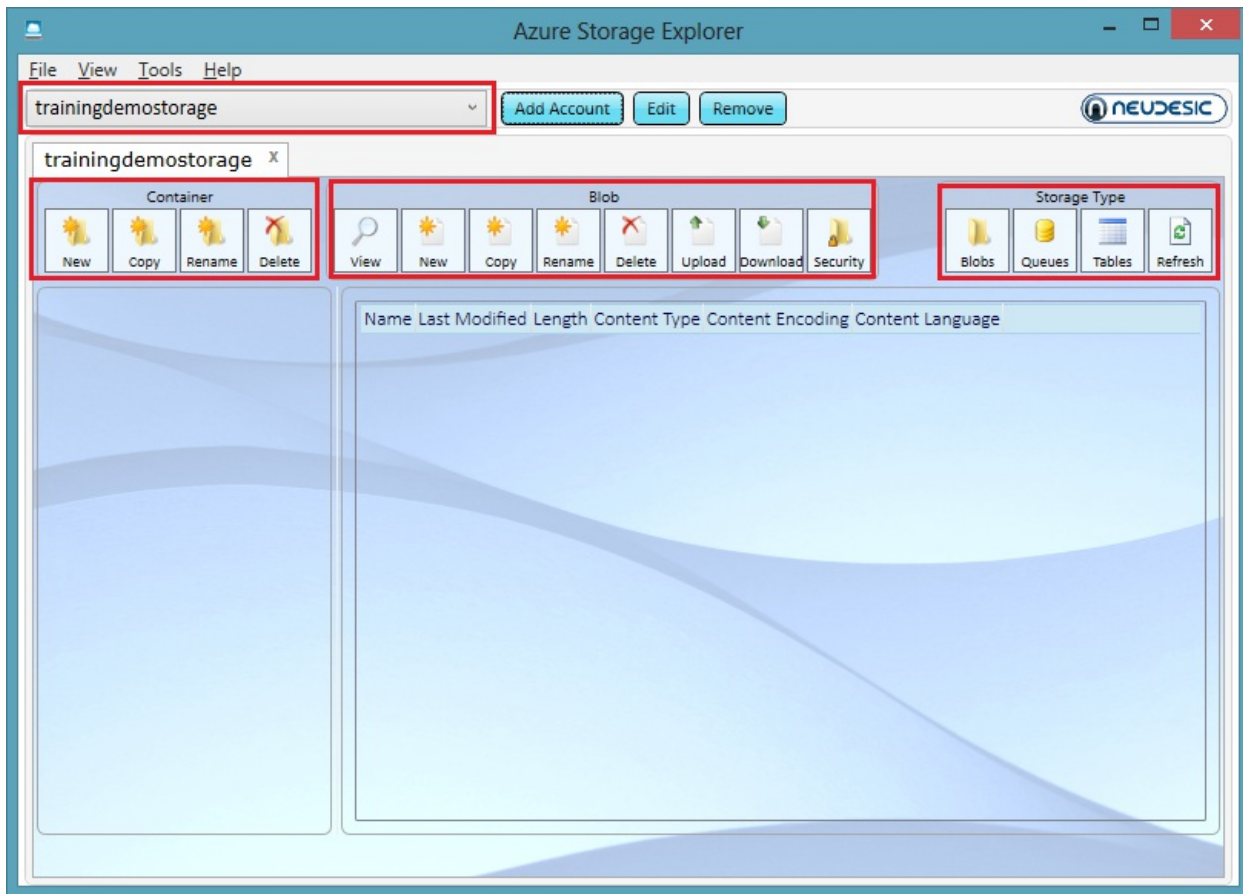 Azure Storage Explorer
File View Tools Help
trainingdemostorage Add Account Edit Remove NEUDESIC
trainingdemostorage x
Container Blob Storage Type
New Copy Rename Delete View New Copy Rename Delete Upload Download Security Blobs Queues Tables Refresh
Name Last Modified Length Content Type Content Encoding Content Language